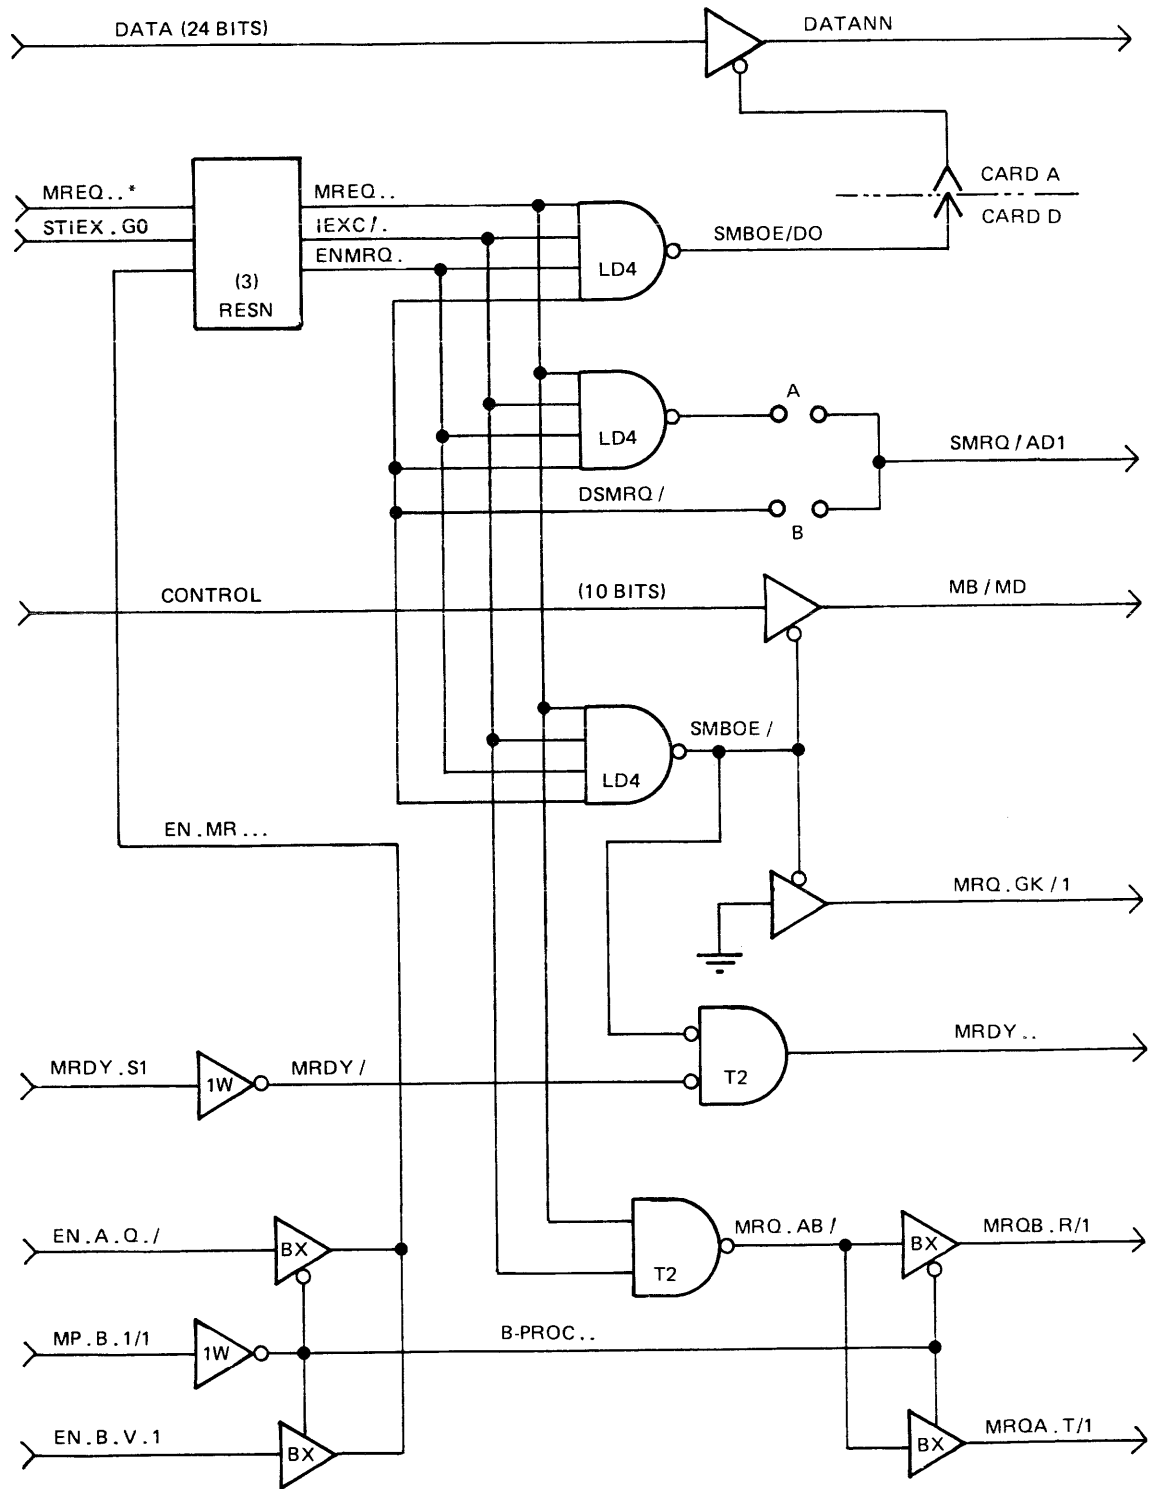 DATA (24 BITS)
DATANN
CARD A
CARD D
MREQ..*
STiEX.G0
(3)
RESN
MREQ..
iEXC/.
ENMRQ.
LD4
SMBOE/DO
LD4
A
SMRQ/AD1
DSMRQ/
B
CONTROL
(10 BITS)
MB/MD
LD4
SMBOE/
EN.MR...
MRQ.GK/1
MRDY.S1
1W
MRDY/
T2
MRDY..
EN.A.Q./
BX
T2
MRQ.AB/
BX
MRQB.R/1
MP.B.1/1
1W
B-PROC..
EN.B.V.1
BX
BX
MRQA.T/1